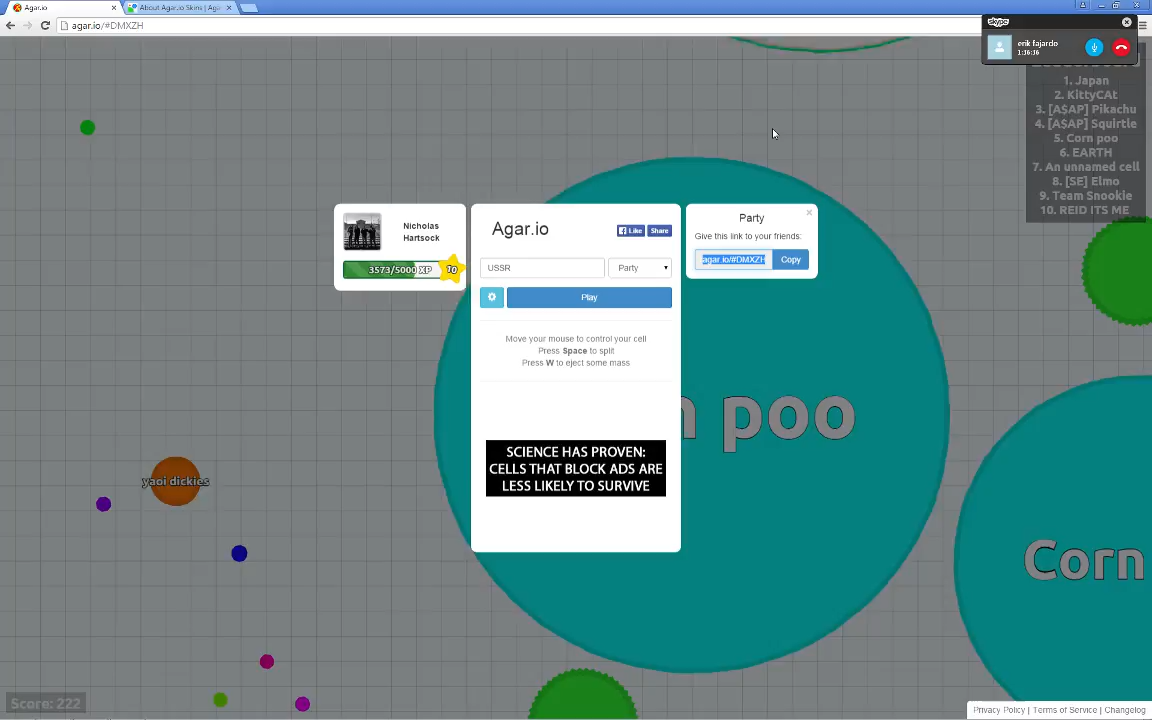 Agar.io
About Agar.io Skins | Agar
agar.io/#DMXZH
skype
erik fajardo
1:36:36
1. Japan
2. KittyCAt
3. [A$AP] Pikachu
4. [A$AP] Squirtle
5. Corn poo
6. EARTH
7. An unnamed cell
8. [SE] Elmo
9. Team Snookie
10. REID ITS ME
Nicholas
Hartsock
3573/5000 XP
10
Agar.io
Like
Share
USSR
Party
Play
Move your mouse to control your cell
Press Space to split
Press W to eject some mass
SCIENCE HAS PROVEN:
CELLS THAT BLOCK ADS ARE
LESS LIKELY TO SURVIVE
Party
Give this link to your friends:
agar.io/#DMXZH
Copy
n poo
Corn
yaoi dickies
Score: 222
Privacy Policy | Terms of Service | Changelog